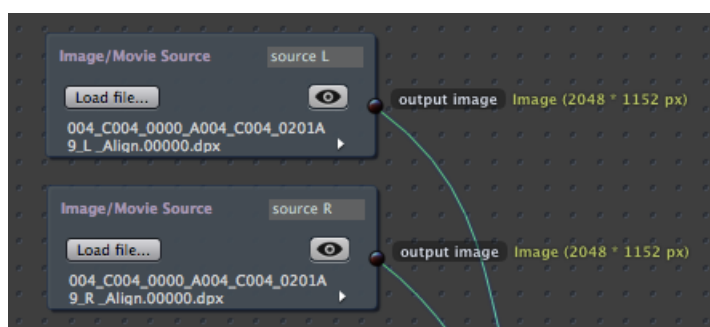 Image/Movie Source source L
Load file...
output image Image (2048 * 1152 px)
004_C004_0000_A004_C004_0201A
9_L _Align.00000.dpx
Image/Movie Source source R
Load file...
output image Image (2048 * 1152 px)
004_C004_0000_A004_C004_0201A
9_R _Align.00000.dpx